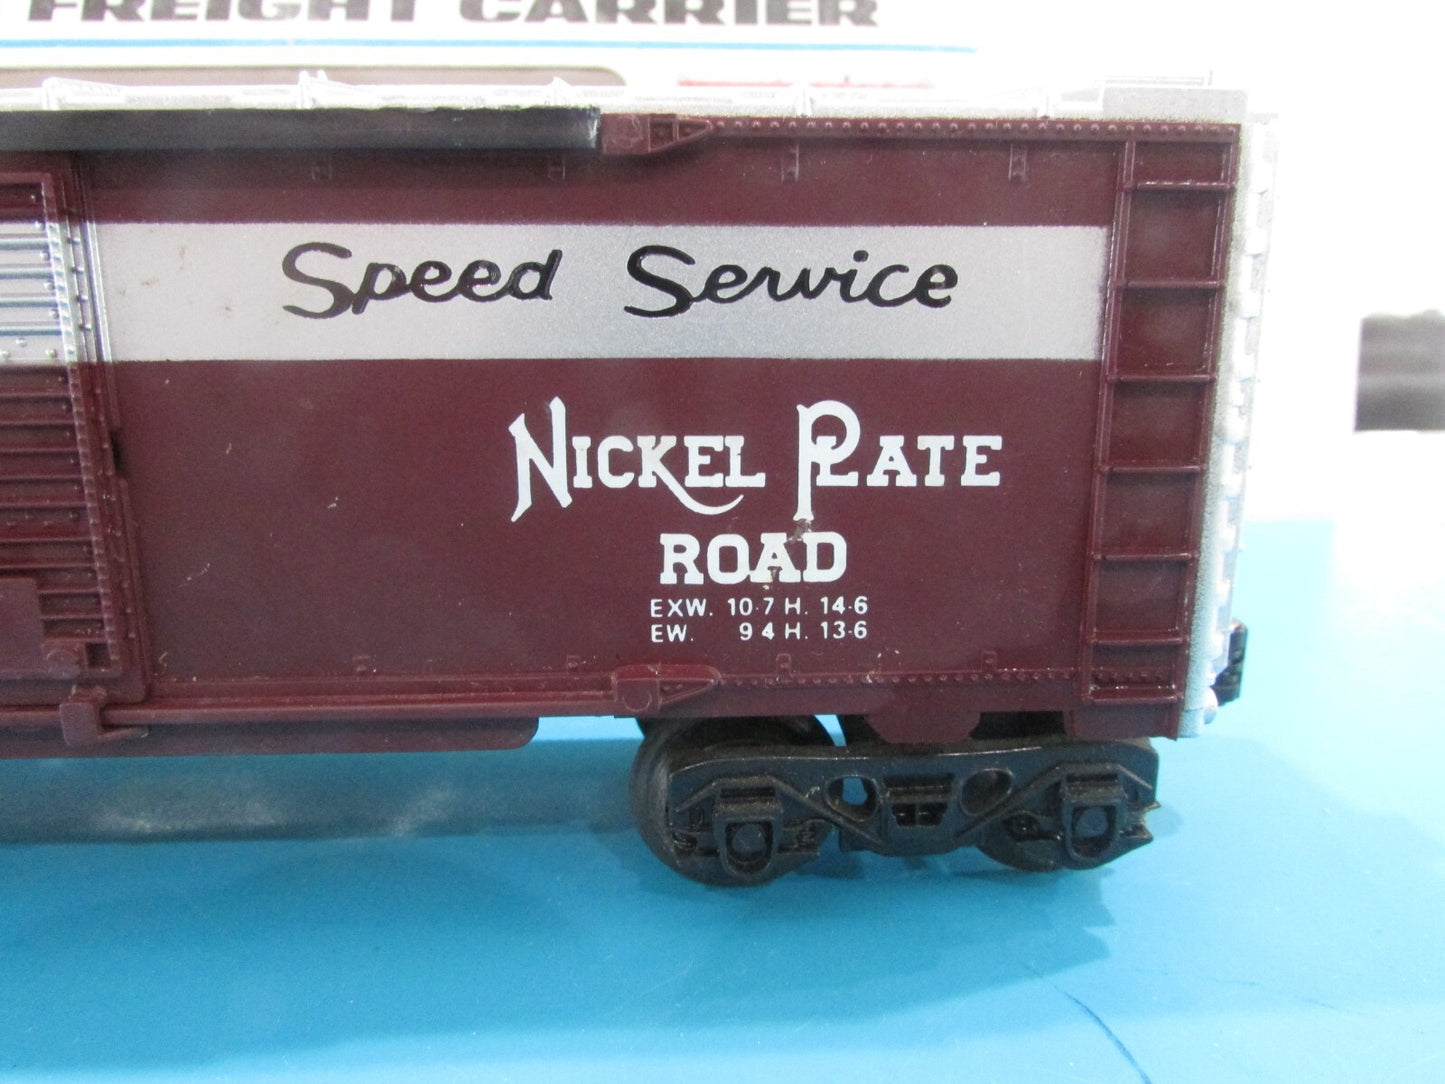 FREIGHT CARRIER
Speed Service
NICKEL PLATE
ROAD
EXW. 10-7 H. 14-6
EW. 9 4 H. 13-6